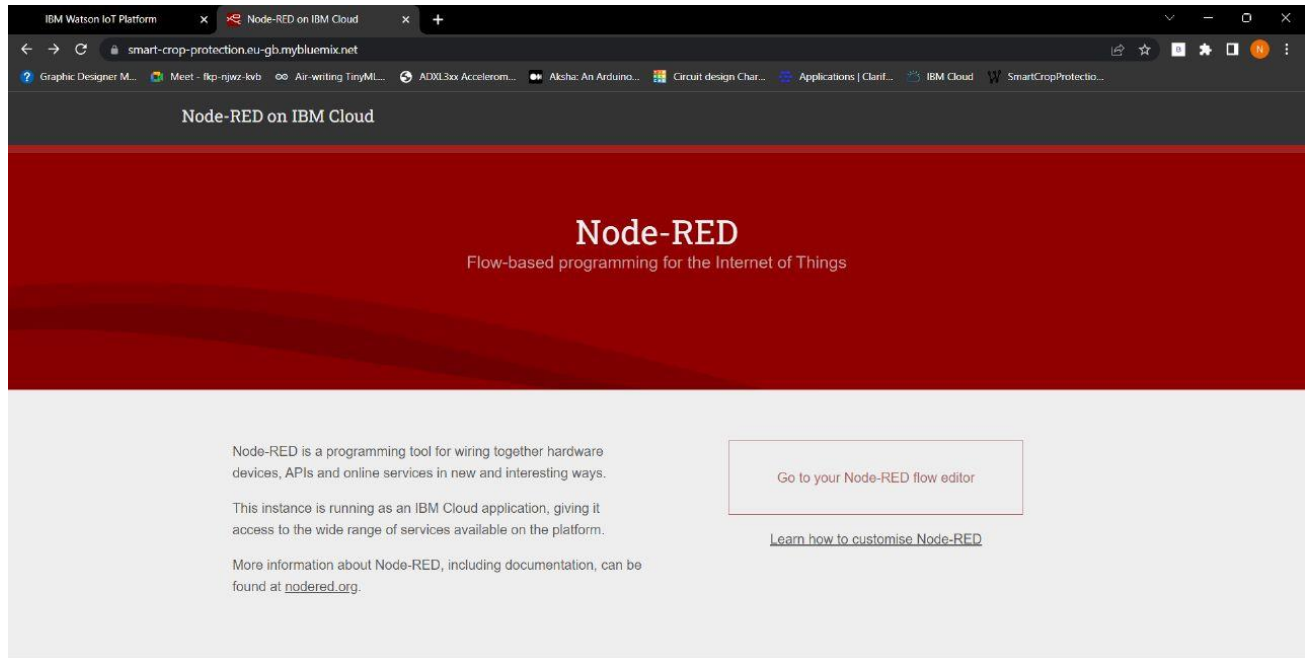 IBM Watson IoT Platform
Node-RED on IBM Cloud
smart-crop-protection.eu-gb.mybluemix.net
Graphic Designer M...
Meet - fkp-njwz-kvb
Air-writing TinyML...
ADXL3xx Accelerom...
Aksha: An Arduino...
Circuit design Char...
Applications | Clarif...
IBM Cloud
SmartCropProtectio...
N
Node-RED on IBM Cloud
Node-RED
Flow-based programming for the Internet of Things
Node-RED is a programming tool for wiring together hardware
devices, APIs and online services in new and interesting ways.
This instance is running as an IBM Cloud application, giving it
access to the wide range of services available on the platform.
More information about Node-RED, including documentation, can be
found at nodered.org.
Go to your Node-RED flow editor
Learn how to customise Node-RED